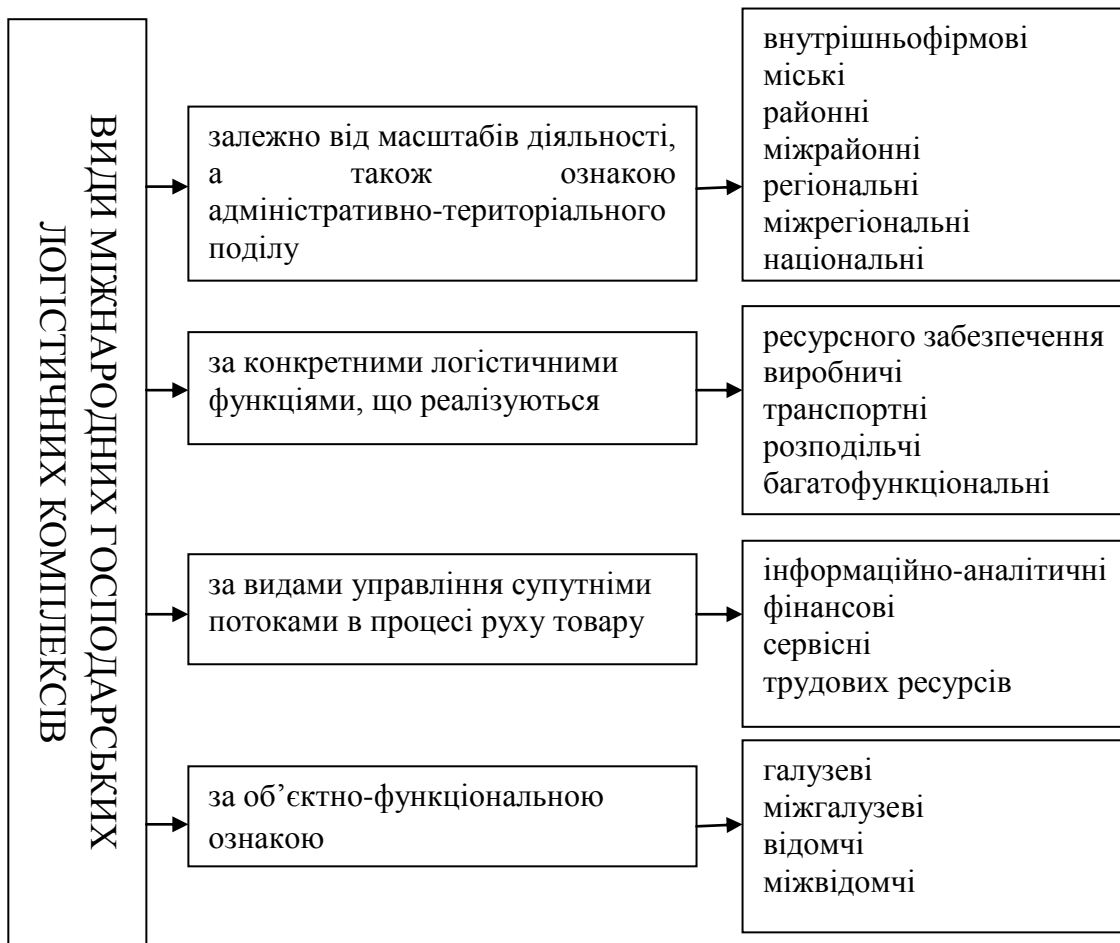 ВИДИ МІЖНАРОДНИХ ГОСПОДАРСЬКИХ
ЛОГІСТИЧНИХ КОМПЛЕКСІВ
залежно від масштабів діяльності,
а також ознакою
адміністративно-територіального
поділу
внутрішньофірмові
міські
районні
міжрайонні
регіональні
міжрегіональні
національні
за конкретними логістичними
функціями, що реалізуються
ресурсного забезпечення
виробничі
транспортні
розподільчі
багатофункціональні
за видами управління супутніми
потоками в процесі руху товару
інформаційно-аналітичні
фінансові
сервісні
трудових ресурсів
за об’єктно-функціональною
ознакою
галузеві
міжгалузеві
відомчі
міжвідомчі